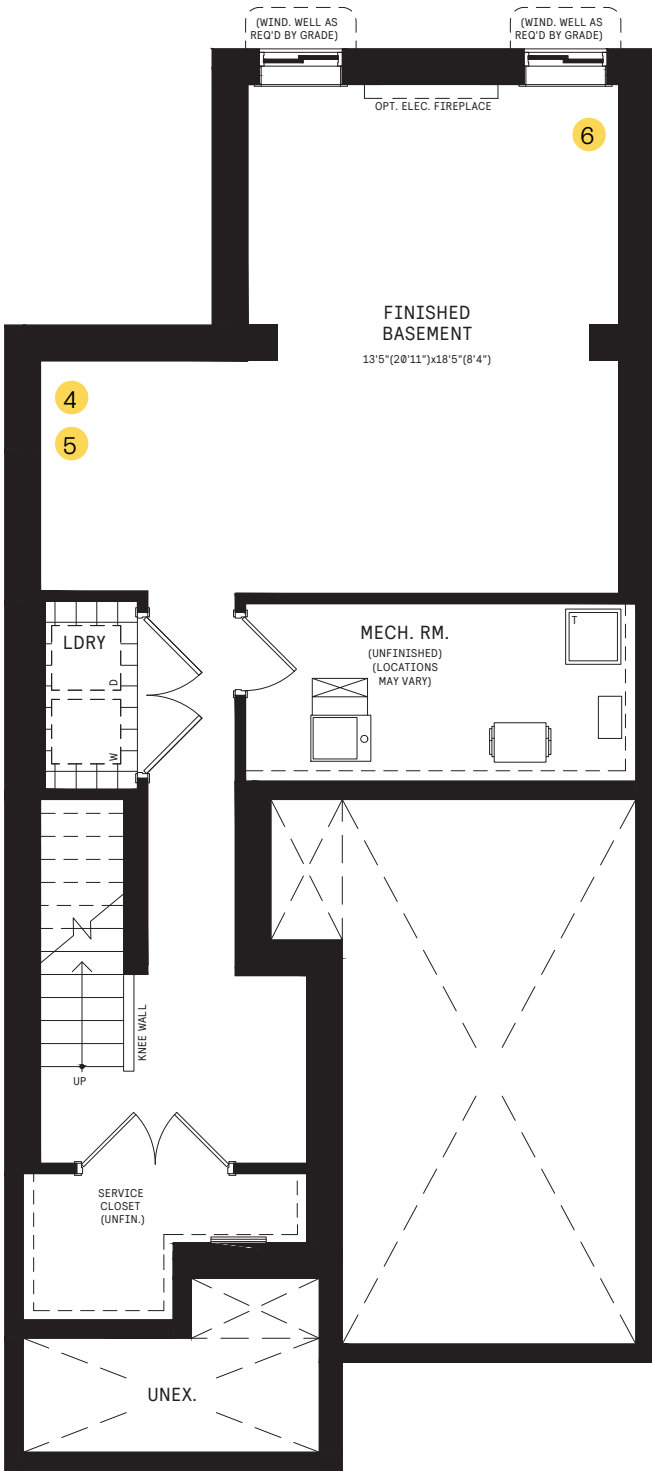 (WIND. WELL AS
REQ'D BY GRADE)
(WIND. WELL AS
REQ'D BY GRADE)
OPT. ELEC. FIREPLACE
6
FINISHED
BASEMENT
13'5"(20'11")x18'5"(8'4")
4
5
LDRY
D
W
MECH. RM.
(UNFINISHED)
(LOCATIONS
MAY VARY)
T
KNEE WALL
UP
SERVICE
CLOSET
(UNFIN.)
UNEX.